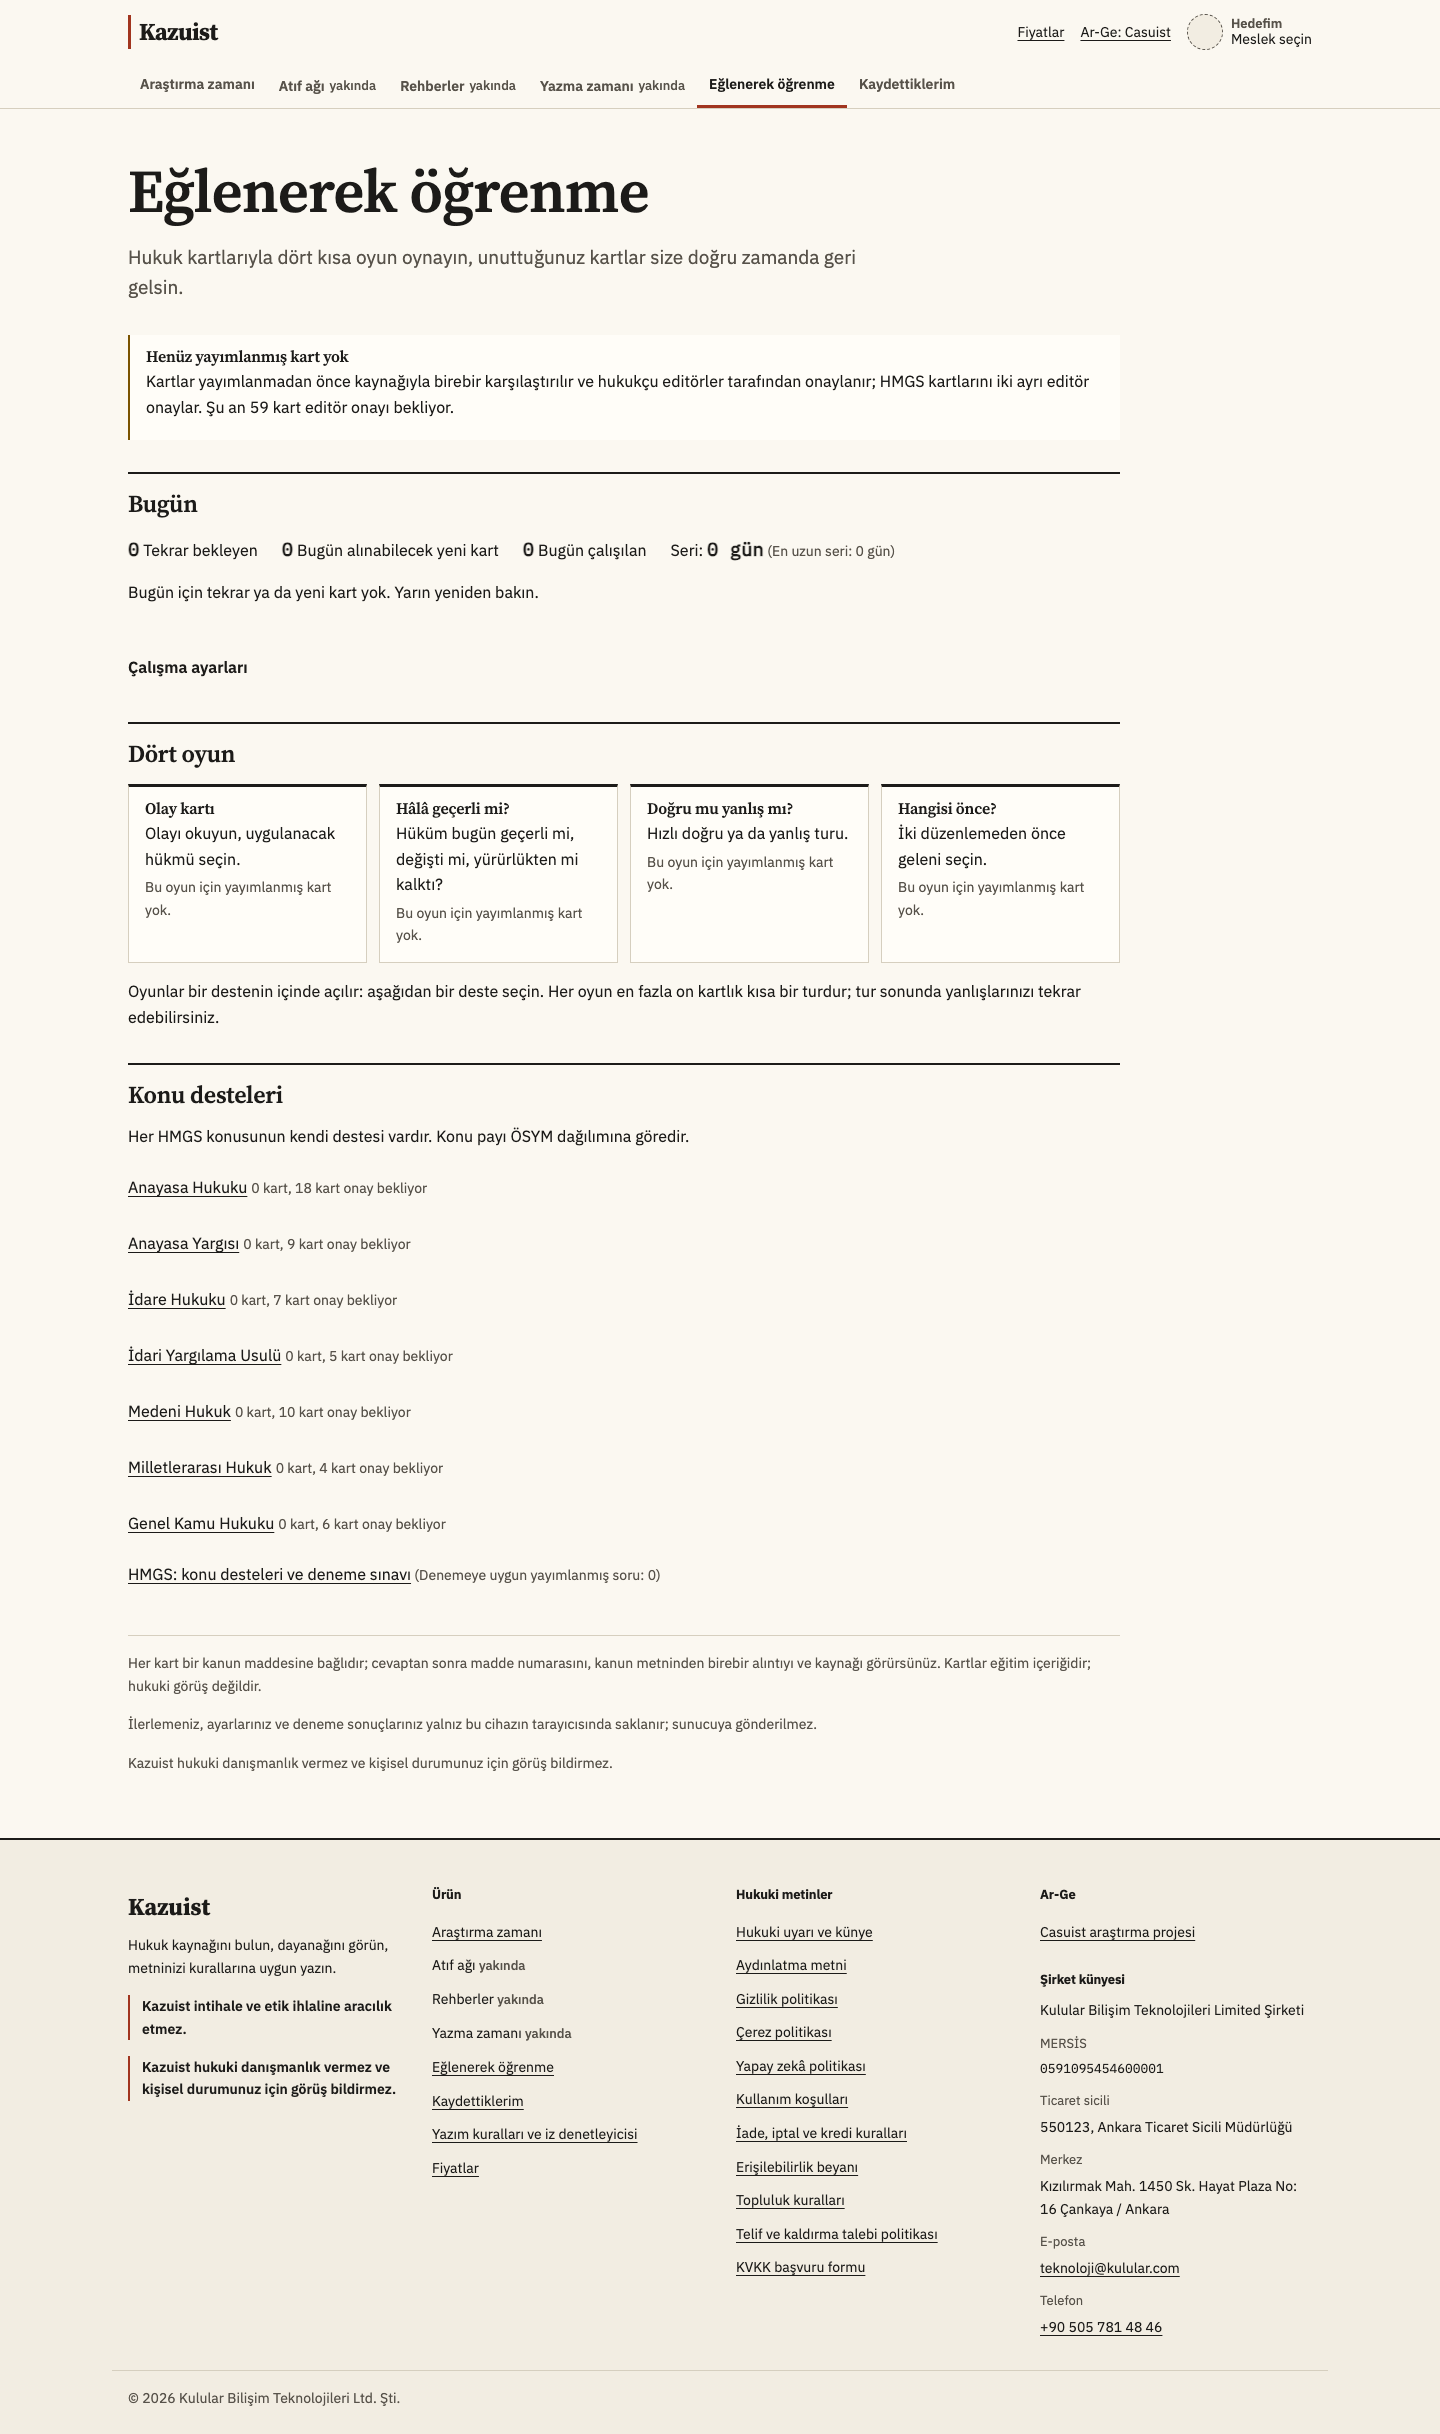 Kazuist
Fiyatlar Ar-Ge: Casuist Hedefim
Meslek seçin
Araştırma zamanı Atıf ağı yakında Rehberler yakında Yazma zamanı yakında Eğlenerek öğrenme Kaydettiklerim
Eğlenerek öğrenme
Hukuk kartlarıyla dört kısa oyun oynayın, unuttuğunuz kartlar size doğru zamanda geri
gelsin.
Henüz yayımlanmış kart yok
Kartlar yayımlanmadan önce kaynağıyla birebir karşılaştırılır ve hukukçu editörler tarafından onaylanır; HMGS kartlarını iki ayrı editör
onaylar. Şu an 59 kart editör onayı bekliyor.
Bugün
0 Tekrar bekleyen 0 Bugün alınabilecek yeni kart 0 Bugün çalışılan Seri: 0 gün (En uzun seri: 0 gün)
Bugün için tekrar ya da yeni kart yok. Yarın yeniden bakın.
Çalışma ayarları
Dört oyun
Olay kartı
Olayı okuyun, uygulanacak
hükmü seçin.
Bu oyun için yayımlanmış kart
yok.
Hâlâ geçerli mi?
Hüküm bugün geçerli mi,
değişti mi, yürürlükten mi
kalktı?
Bu oyun için yayımlanmış kart
yok.
Doğru mu yanlış mı?
Hızlı doğru ya da yanlış turu.
Bu oyun için yayımlanmış kart
yok.
Hangisi önce?
İki düzenlemeden önce
geleni seçin.
Bu oyun için yayımlanmış kart
yok.
Oyunlar bir destenin içinde açılır: aşağıdan bir deste seçin. Her oyun en fazla on kartlık kısa bir turdur; tur sonunda yanlışlarınızı tekrar
edebilirsiniz.
Konu desteleri
Her HMGS konusunun kendi destesi vardır. Konu payı ÖSYM dağılımına göredir.
Anayasa Hukuku 0 kart, 18 kart onay bekliyor
Anayasa Yargısı 0 kart, 9 kart onay bekliyor
İdare Hukuku 0 kart, 7 kart onay bekliyor
İdari Yargılama Usulü 0 kart, 5 kart onay bekliyor
Medeni Hukuk 0 kart, 10 kart onay bekliyor
Milletlerarası Hukuk 0 kart, 4 kart onay bekliyor
Genel Kamu Hukuku 0 kart, 6 kart onay bekliyor
HMGS: konu desteleri ve deneme sınavı (Denemeye uygun yayımlanmış soru: 0)
Her kart bir kanun maddesine bağlıdır; cevaptan sonra madde numarasını, kanun metninden birebir alıntıyı ve kaynağı görürsünüz. Kartlar eğitim içeriğidir;
hukuki görüş değildir.
İlerlemeniz, ayarlarınız ve deneme sonuçlarınız yalnız bu cihazın tarayıcısında saklanır; sunucuya gönderilmez.
Kazuist hukuki danışmanlık vermez ve kişisel durumunuz için görüş bildirmez.
Kazuist
Hukuk kaynağını bulun, dayanağını görün,
metninizi kurallarına uygun yazın.
Kazuist intihale ve etik ihlaline aracılık
etmez.
Kazuist hukuki danışmanlık vermez ve
kişisel durumunuz için görüş bildirmez.
Ürün
Araştırma zamanı
Atıf ağı yakında
Rehberler yakında
Yazma zamanı yakında
Eğlenerek öğrenme
Kaydettiklerim
Yazım kuralları ve iz denetleyicisi
Fiyatlar
Hukuki metinler
Hukuki uyarı ve künye
Aydınlatma metni
Gizlilik politikası
Çerez politikası
Yapay zekâ politikası
Kullanım koşulları
İade, iptal ve kredi kuralları
Erişilebilirlik beyanı
Topluluk kuralları
Telif ve kaldırma talebi politikası
KVKK başvuru formu
Ar-Ge
Casuist araştırma projesi
Şirket künyesi
Kulular Bilişim Teknolojileri Limited Şirketi
MERSİS
0591095454600001
Ticaret sicili
550123, Ankara Ticaret Sicili Müdürlüğü
Merkez
Kızılırmak Mah. 1450 Sk. Hayat Plaza No:
16 Çankaya / Ankara
E-posta
teknoloji@kulular.com
Telefon
+90 505 781 48 46
© 2026 Kulular Bilişim Teknolojileri Ltd. Şti.